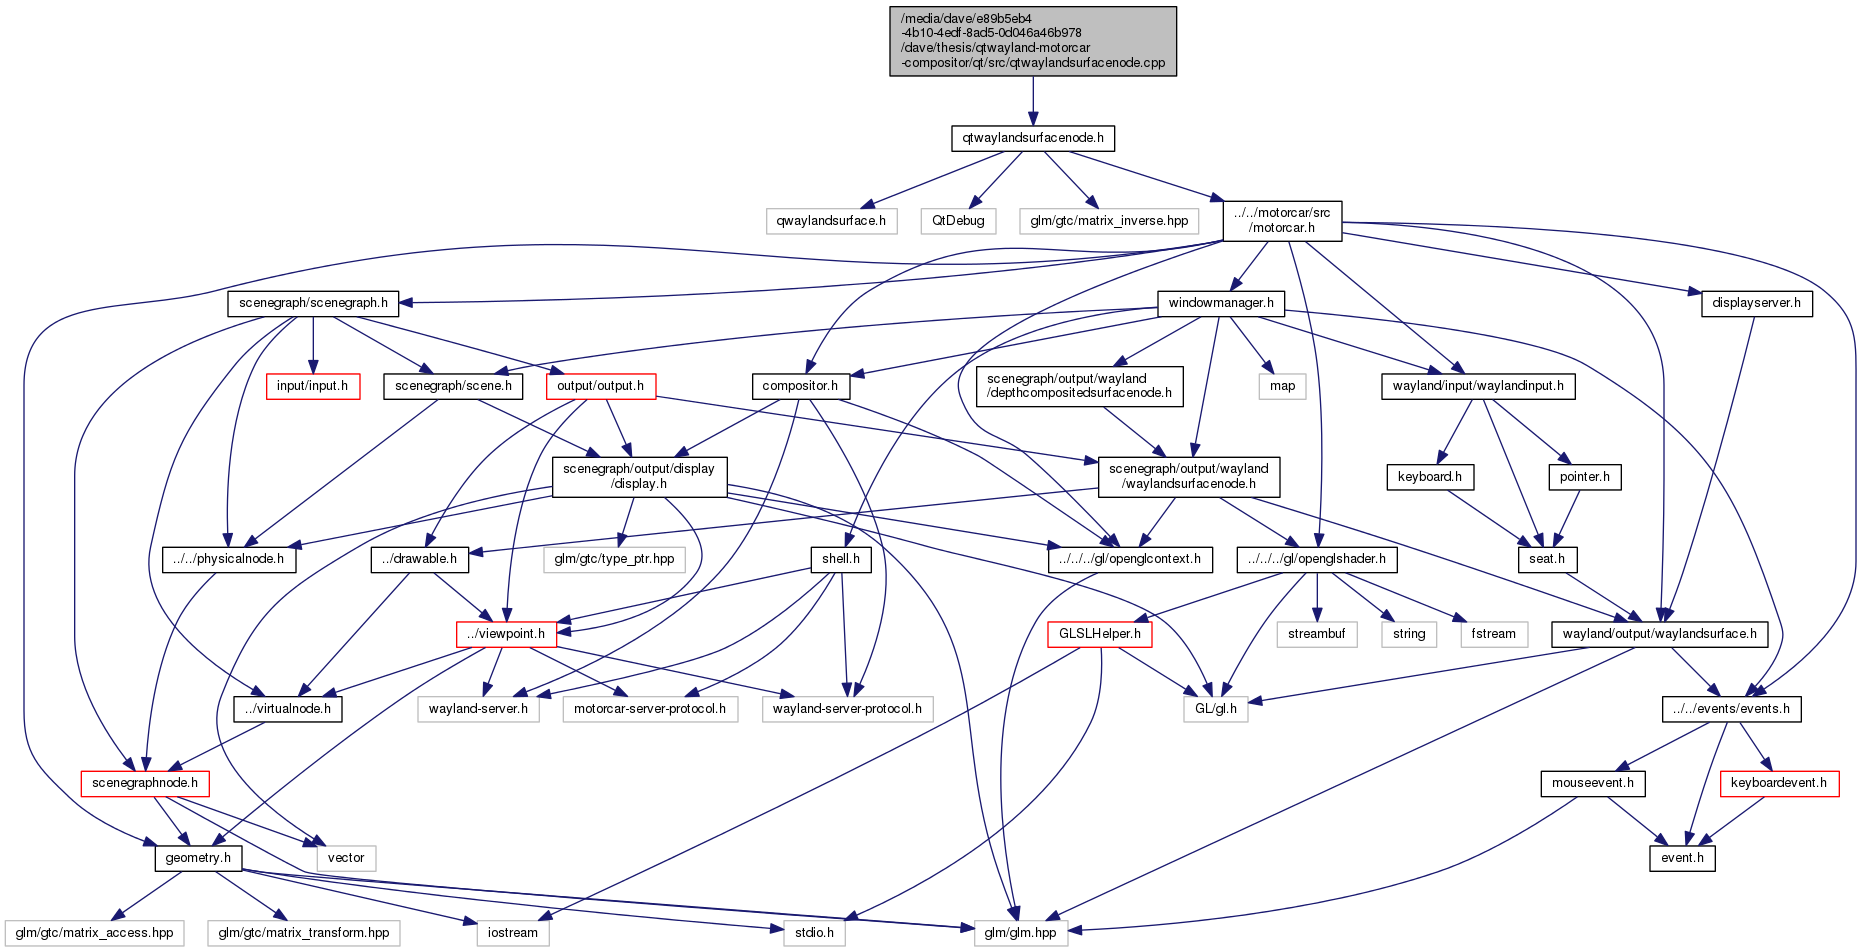 /media/dave/e89b5eb4
-4b10-4edf-8ad5-0d046a46b978
/dave/thesis/qtwayland-motorcar
-compositor/qt/src/qtwaylandsurfacenode.cpp
qtwaylandsurfacenode.h
qwaylandsurface.h
QtDebug
glm/gtc/matrix_inverse.hpp
../../motorcar/src
/motorcar.h
scenegraph/scenegraph.h
windowmanager.h
displayserver.h
input/input.h
scenegraph/scene.h
output/output.h
compositor.h
scenegraph/output/wayland
/depthcompositedsurfacenode.h
map
wayland/input/waylandinput.h
scenegraph/output/display
/display.h
scenegraph/output/wayland
/waylandsurfacenode.h
keyboard.h
pointer.h
../../physicalnode.h
../drawable.h
glm/gtc/type_ptr.hpp
shell.h
../../../gl/openglcontext.h
../../../gl/openglshader.h
seat.h
../viewpoint.h
GLSLHelper.h
streambuf
string
fstream
wayland/output/waylandsurface.h
../virtualnode.h
wayland-server.h
motorcar-server-protocol.h
wayland-server-protocol.h
GL/gl.h
../../events/events.h
scenegraphnode.h
mouseevent.h
keyboardevent.h
geometry.h
vector
event.h
glm/gtc/matrix_access.hpp
glm/gtc/matrix_transform.hpp
iostream
stdio.h
glm/glm.hpp